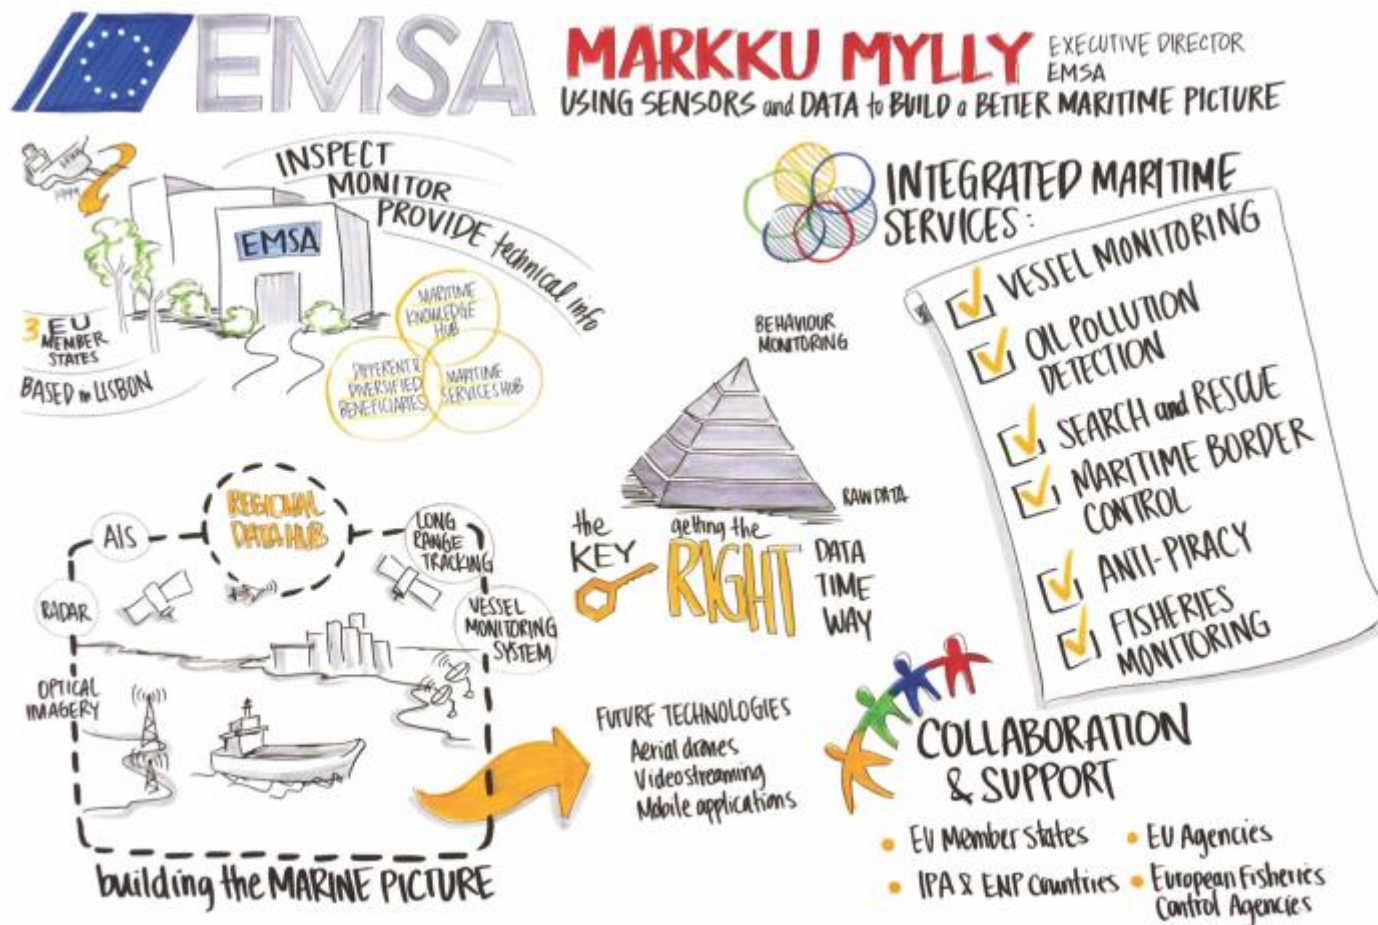 EMSA
MARKKU MYLLY
EXECUTIVE DIRECTOR
EMSA
USING SENSORS and DATA to BUILD a BETTER MARITIME PICTURE
1999
INSPECT
MONITOR
PROVIDE technical info
EMSA
3 EU
MEMBER
STATES
BASED in LISBON
MARITIME
KNOWLEDGE
HUB
DIFFERENT &
DIVERSIFIED
BENEFICIARIES
MARITIME
SERVICES HUB
INTEGRATED MARITIME
SERVICES:
VESSEL MONITORING
OIL POLLUTION
DETECTION
SEARCH and RESCUE
MARITIME BORDER
CONTROL
ANTI-PIRACY
FISHERIES
MONITORING
BEHAVIOUR
MONITORING
RAW DATA
the
KEY
getting the
RIGHT
DATA
TIME
WAY
REGIONAL
DATA HUB
AIS
LONG
RANGE
TRACKING
RADAR
VESSEL
MONITORING
SYSTEM
OPTICAL
IMAGERY
building the MARINE PICTURE
FUTURE TECHNOLOGIES
Aerial drones
Videostreaming
Mobile applications
COLLABORATION
& SUPPORT
• EU Member States
• IPA & ENP Countries
• EU Agencies
• European Fisheries
Control Agencies